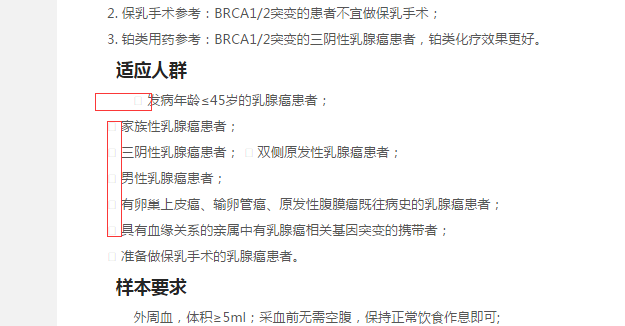 2. 保乳手术参考：BRCA1/2突变的患者不宜做保乳手术；
3. 铂类用药参考：BRCA1/2突变的三阴性乳腺癌患者，铂类化疗效果更好。
适应人群
发病年龄≤45岁的乳腺癌患者；
家族性乳腺癌患者；
三阴性乳腺癌患者； 双侧原发性乳腺癌患者；
男性乳腺癌患者；
有卵巢上皮癌、输卵管癌、原发性腹膜癌既往病史的乳腺癌患者；
具有血缘关系的亲属中有乳腺癌相关基因突变的携带者；
准备做保乳手术的乳腺癌患者。
样本要求
外周血，体积≥5ml；采血前无需空腹，保持正常饮食作息即可;